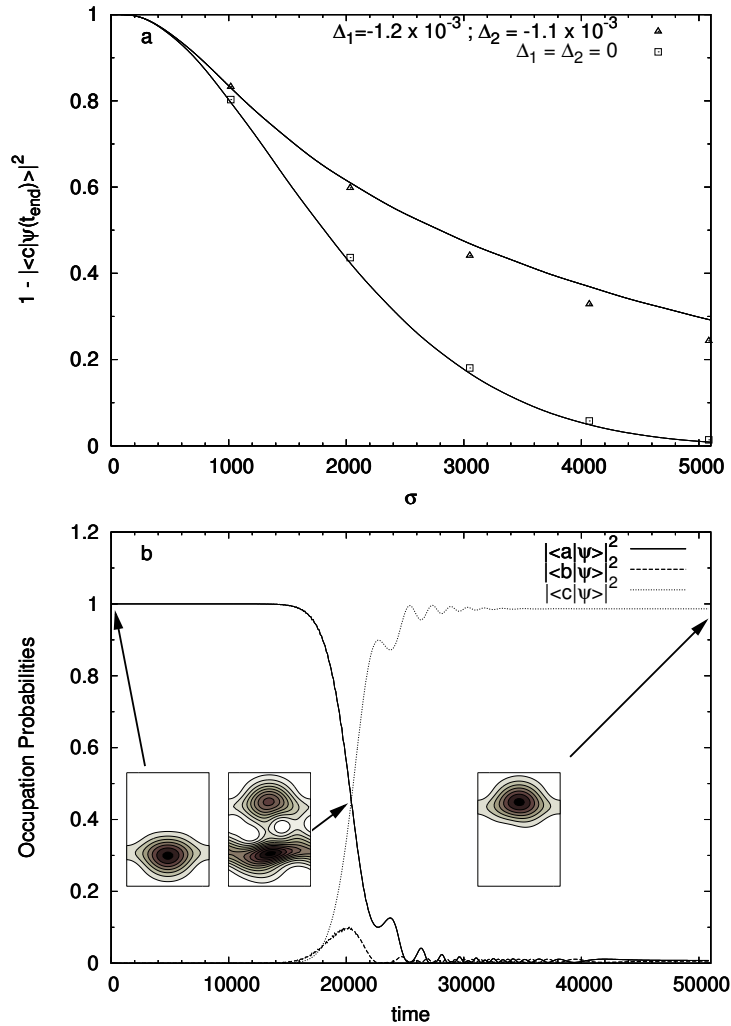 a
Δ1=-1.2 x 10-3 ; Δ2 = -1.1 x 10-3
Δ1 = Δ2 = 0
1 - |<c|ψ(tend)>|2
1
0.8
0.6
0.4
0.2
0
0 1000 2000 3000 4000 5000
σ
b
|<a|ψ>|2
|<b|ψ>|2
|<c|ψ>|2
Occupation Probabilities
1.2
1
0.8
0.6
0.4
0.2
0
0 10000 20000 30000 40000 50000
time